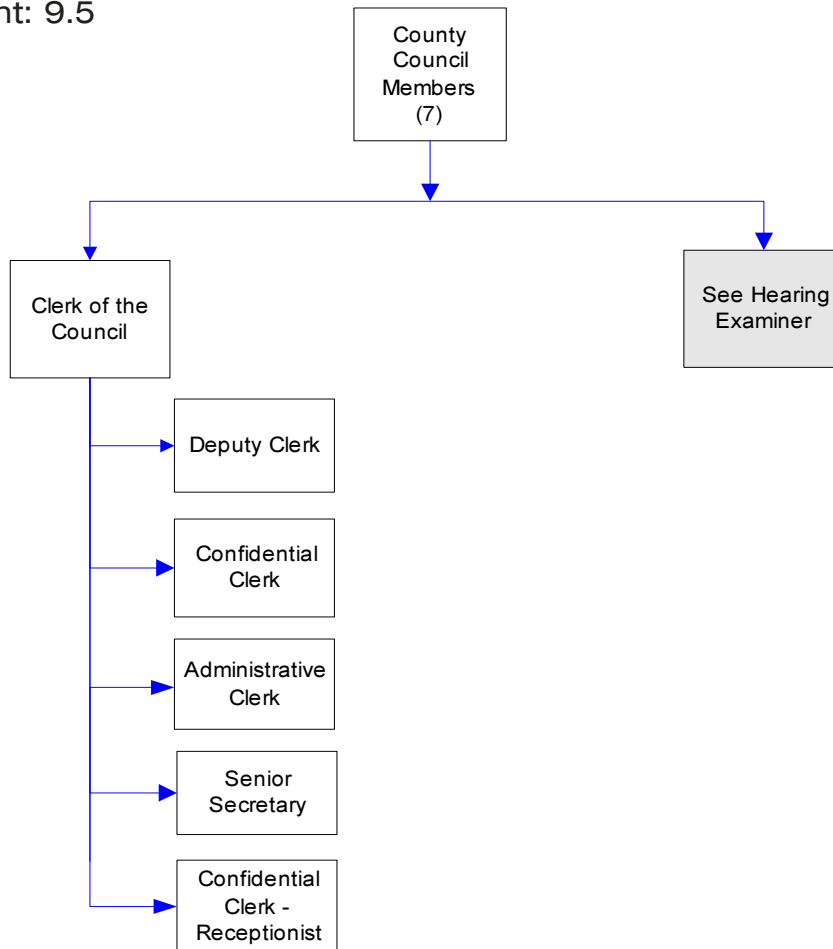 nt: 9.5
County
Council
Members
(7)
Clerk of the
Council
See Hearing
Examiner
Deputy Clerk
Confidential
Clerk
Administrative
Clerk
Senior
Secretary
Confidential
Clerk -
Receptionist